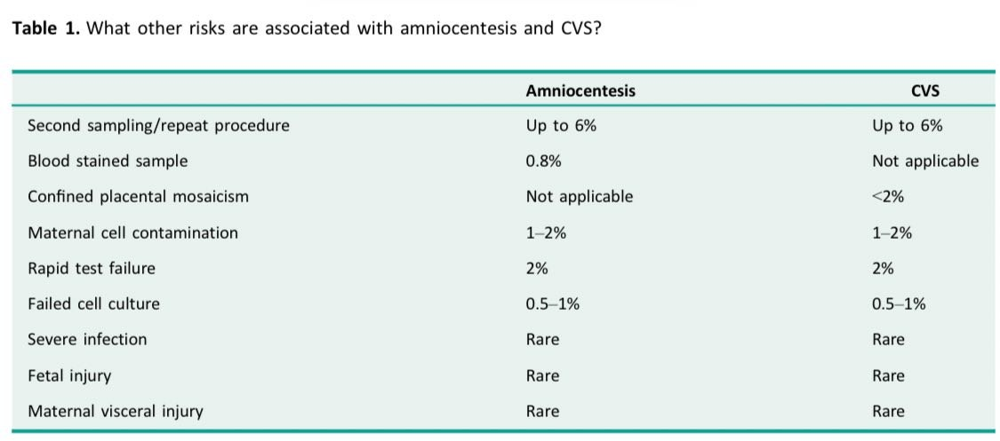 Table 1. What other risks are associated with amniocentesis and CVS?
Amniocentesis CVS
Second sampling/repeat procedure Up to 6% Up to 6%
Blood stained sample 0.8% Not applicable
Confined placental mosaicism Not applicable <2%
Maternal cell contamination 1–2% 1–2%
Rapid test failure 2% 2%
Failed cell culture 0.5–1% 0.5–1%
Severe infection Rare Rare
Fetal injury Rare Rare
Maternal visceral injury Rare Rare